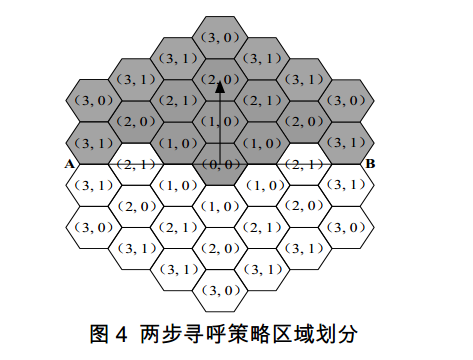 (3, 0)
(3, 1) (3, 1)
(3, 1) (2, 0) (3, 1)
(3, 0) (2, 1) (2, 1) (3, 0)
(2, 0) (1, 0) (2, 0)
(3, 1) (1, 0) (1, 0) (3, 1)
A (2, 1) (0, 0) (2, 1) B
(3, 1) (1, 0) (1, 0) (3, 1)
(2, 0) (1, 0) (2, 0)
(3, 0) (2, 1) (2, 1) (3, 0)
(3, 1) (2, 0) (3, 1)
(3, 1) (3, 1)
(3, 0)
图 4 两步寻呼策略区域划分